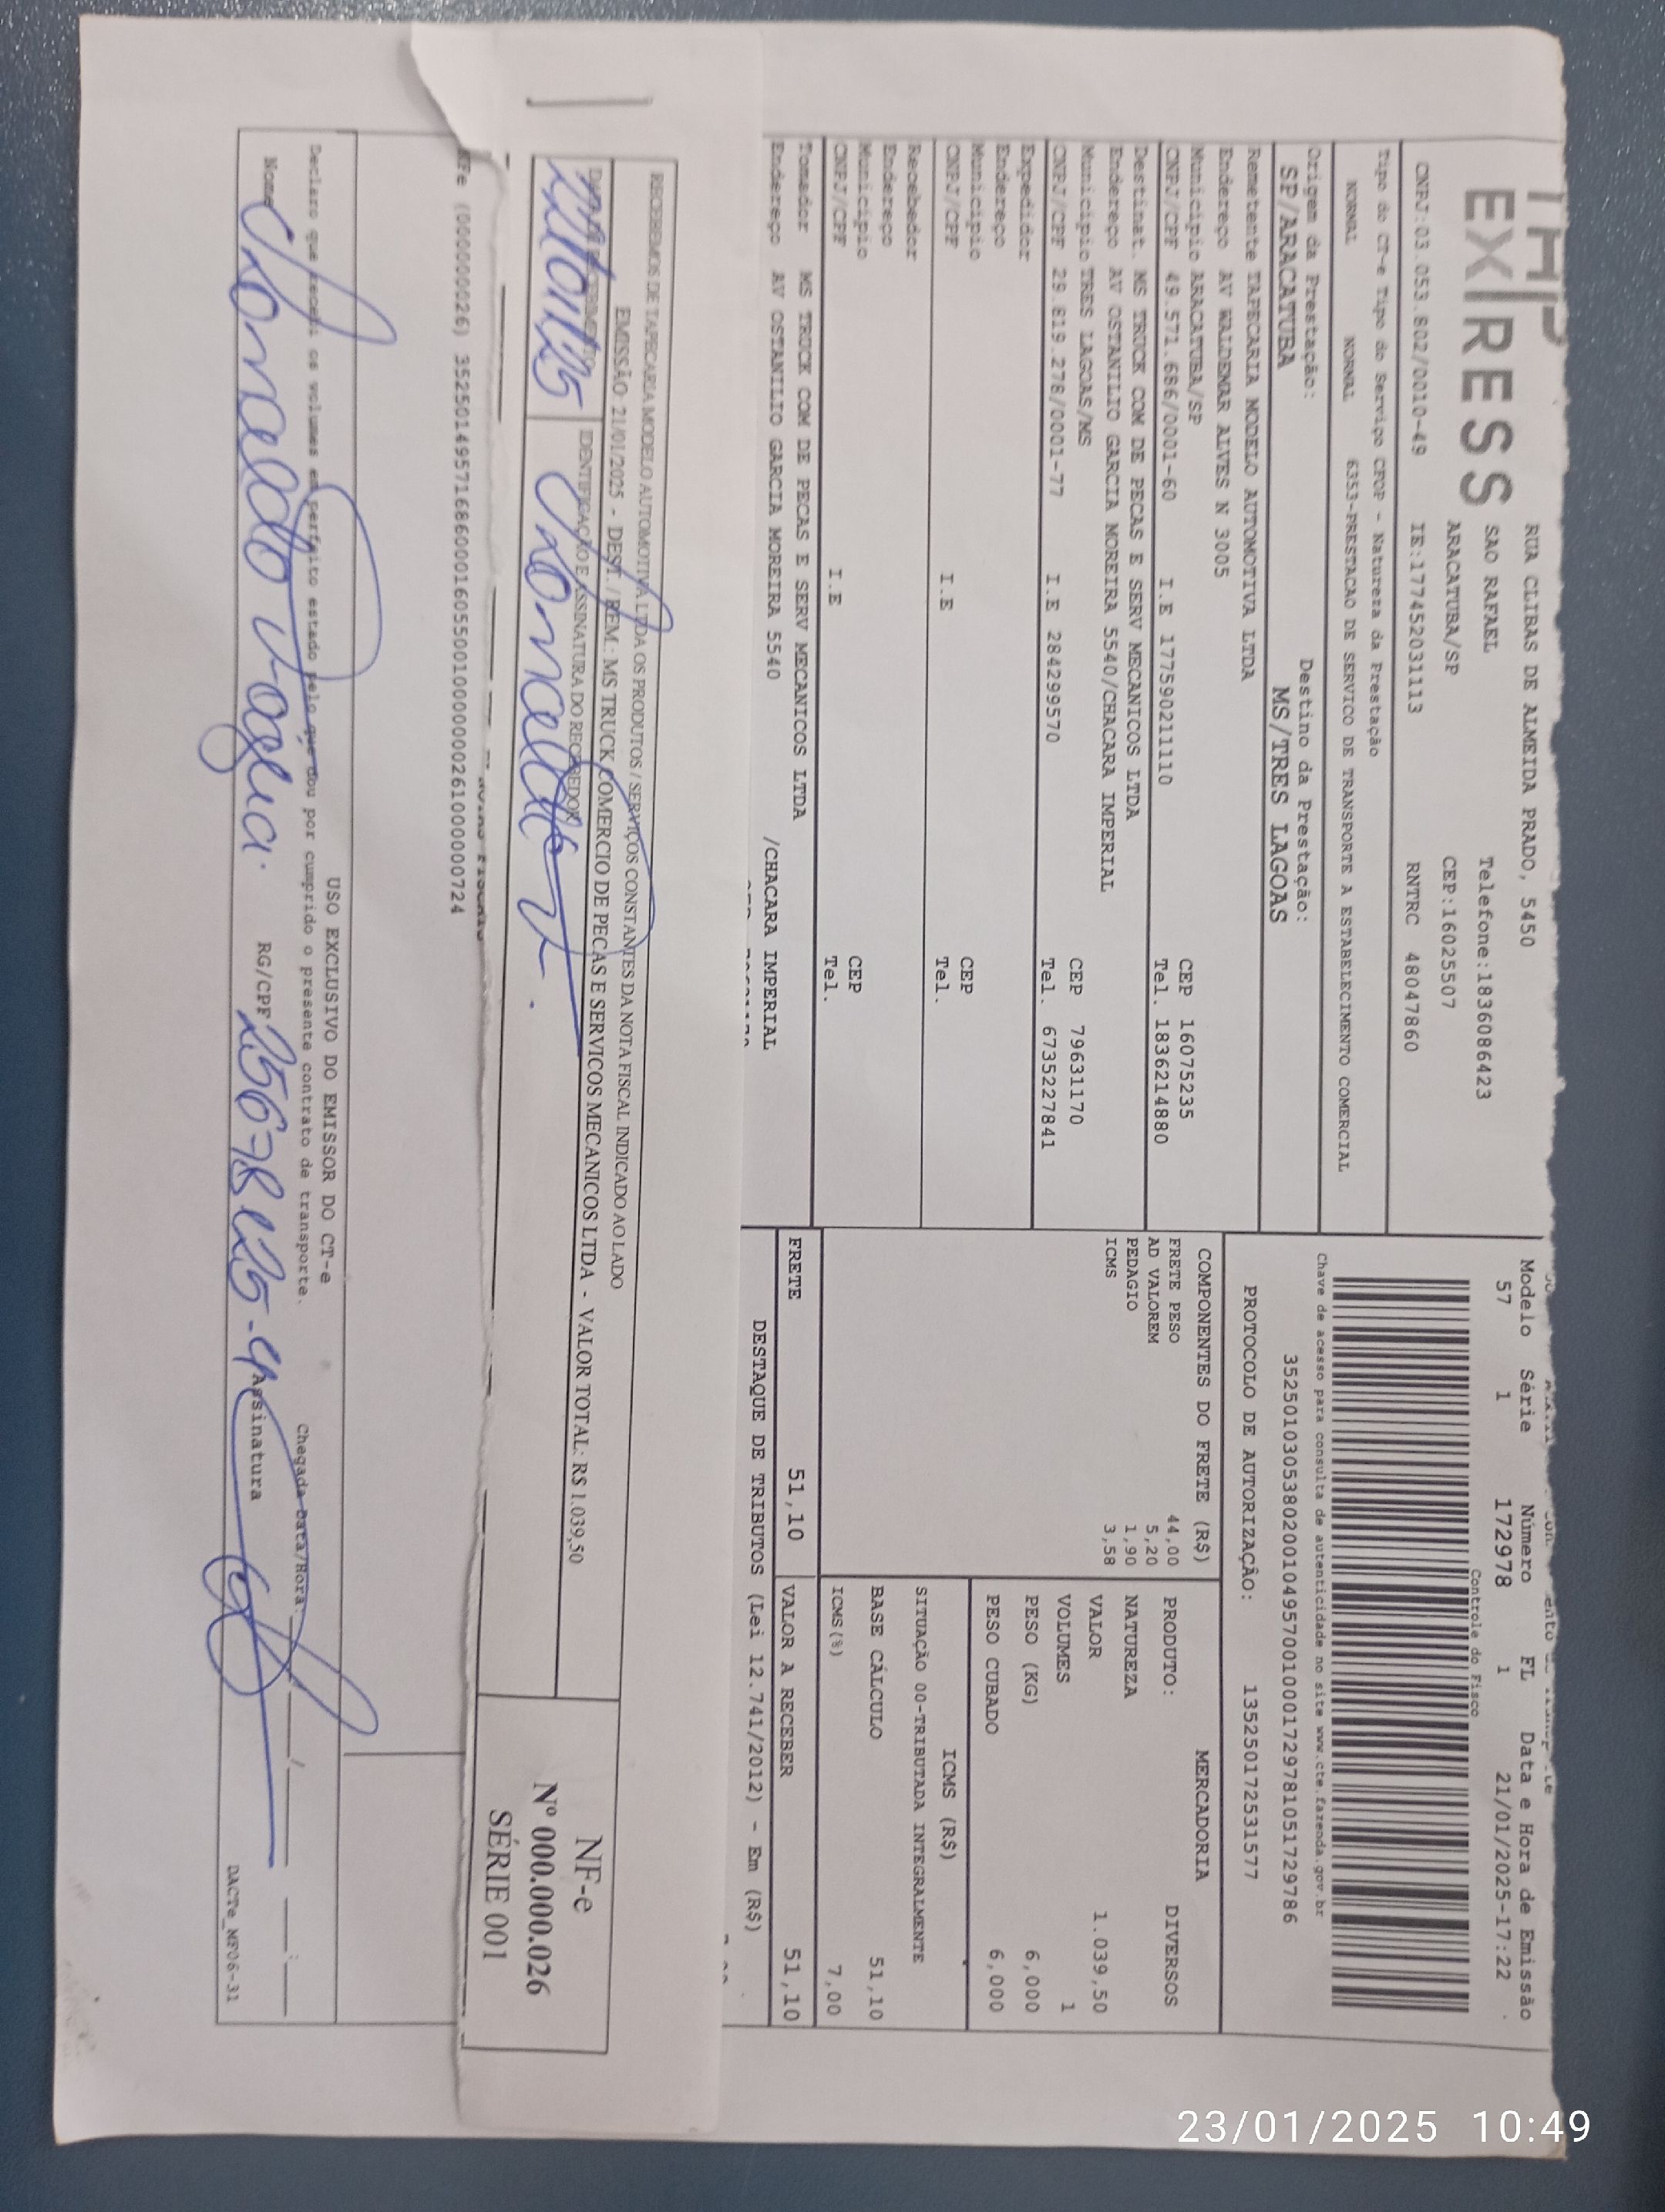 EXPRESS
RUA CLIBAS DE ALMEIDA PRADO, 5450
SAO RAFAEL Telefone:1836086423
ARACATUBA/SP CEP:16025507
CNPJ:03.053.802/0010-49 IE:177452031113 RNTRC 48047860
Modelo Série Número FL Data e Hora de Emissão
57 1 172978 1 21/01/2025-17:22
Controle do Fisco
Chave de acesso para consulta de autenticidade no site www.cte.fazenda.gov.br
35250103053802001049570010001729781051729786
PROTOCOLO DE AUTORIZAÇÃO: 135250172531577
Tipo do CT-e Tipo do Serviço CFOP - Natureza da Prestação
NORMAL NORMAL 6353-PRESTACAO DE SERVICO DE TRANSPORTE A ESTABELECIMENTO COMERCIAL
Origem da Prestação: Destino da Prestação:
SP/ARACATUBA MS/TRES LAGOAS
Remetente TAPECARIA MODELO AUTOMOTIVA LTDA
Endereço AV WALDEMAR ALVES N 3005
Município ARACATUBA/SP CEP 16075235
CNPJ/CPF 49.571.686/0001-60 I.E 177590211110 Tel. 1836214880
Destinat. MS TRUCK COM DE PECAS E SERV MECANICOS LTDA
Endereço AV OSTANILIO GARCIA MOREIRA 5540/CHACARA IMPERIAL
Município TRES LAGOAS/MS CEP 79631170
CNPJ/CPF 29.819.278/0001-77 I.E 284299570 Tel. 6735227841
Expedidor
Endereço
Município CEP
CNPJ/CPF I.E Tel.
Recebedor
Endereço
Município CEP
CNPJ/CPF I.E Tel.
Tomador MS TRUCK COM DE PECAS E SERV MECANICOS LTDA
Endereço AV OSTANILIO GARCIA MOREIRA 5540 /CHACARA IMPERIAL
COMPONENTES DO FRETE (R$)
FRETE PESO 44,00
AD VALOREM 5,20
PEDAGIO 1,90
ICMS 3,58
MERCADORIA
PRODUTO: DIVERSOS
NATUREZA
VALOR 1.039,50
VOLUMES 1
PESO (KG) 6,000
PESO CUBADO 6,000
ICMS (R$)
SITUAÇÃO 00-TRIBUTADA INTEGRALMENTE
BASE CÁLCULO 51,10
ICMS(%) 7,00
FRETE 51,10 VALOR A RECEBER 51,10
DESTAQUE DE TRIBUTOS (Lei 12.741/2012) - Em (R$)
RECEBEMOS DE TAPECARIA MODELO AUTOMOTIVA LTDA OS PRODUTOS / SERVIÇOS CONSTANTES DA NOTA FISCAL INDICADO AO LADO
EMISSÃO: 21/01/2025 - DEST. / REM.: MS TRUCK COMERCIO DE PECAS E SERVICOS MECANICOS LTDA - VALOR TOTAL: R$ 1.039,50
DATA DE RECEBIMENTO IDENTIFICAÇÃO E ASSINATURA DO RECEBEDOR
NF-e
Nº 000.000.026
SÉRIE 001
NFe (00000026) 35250149571686000160550010000000261000000724
USO EXCLUSIVO DO EMISSOR DO CT-e
Declaro que recebi os volumes em perfeito estado pelo que dou por cumprido o presente contrato de transporte. Chegada Data/Hora: / :
Nome RG/CPF Assinatura
DACTe_MF06-31
23/01/2025 10:49